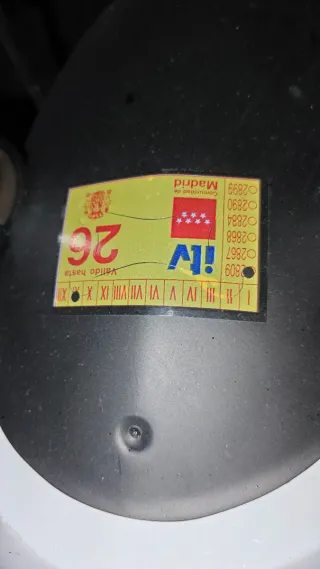 I II III IV V VI VII VIII IX X XII
2809
2867
2868
2884
2890
2899
itv
Comunidad de
Madrid
Válido hasta
26